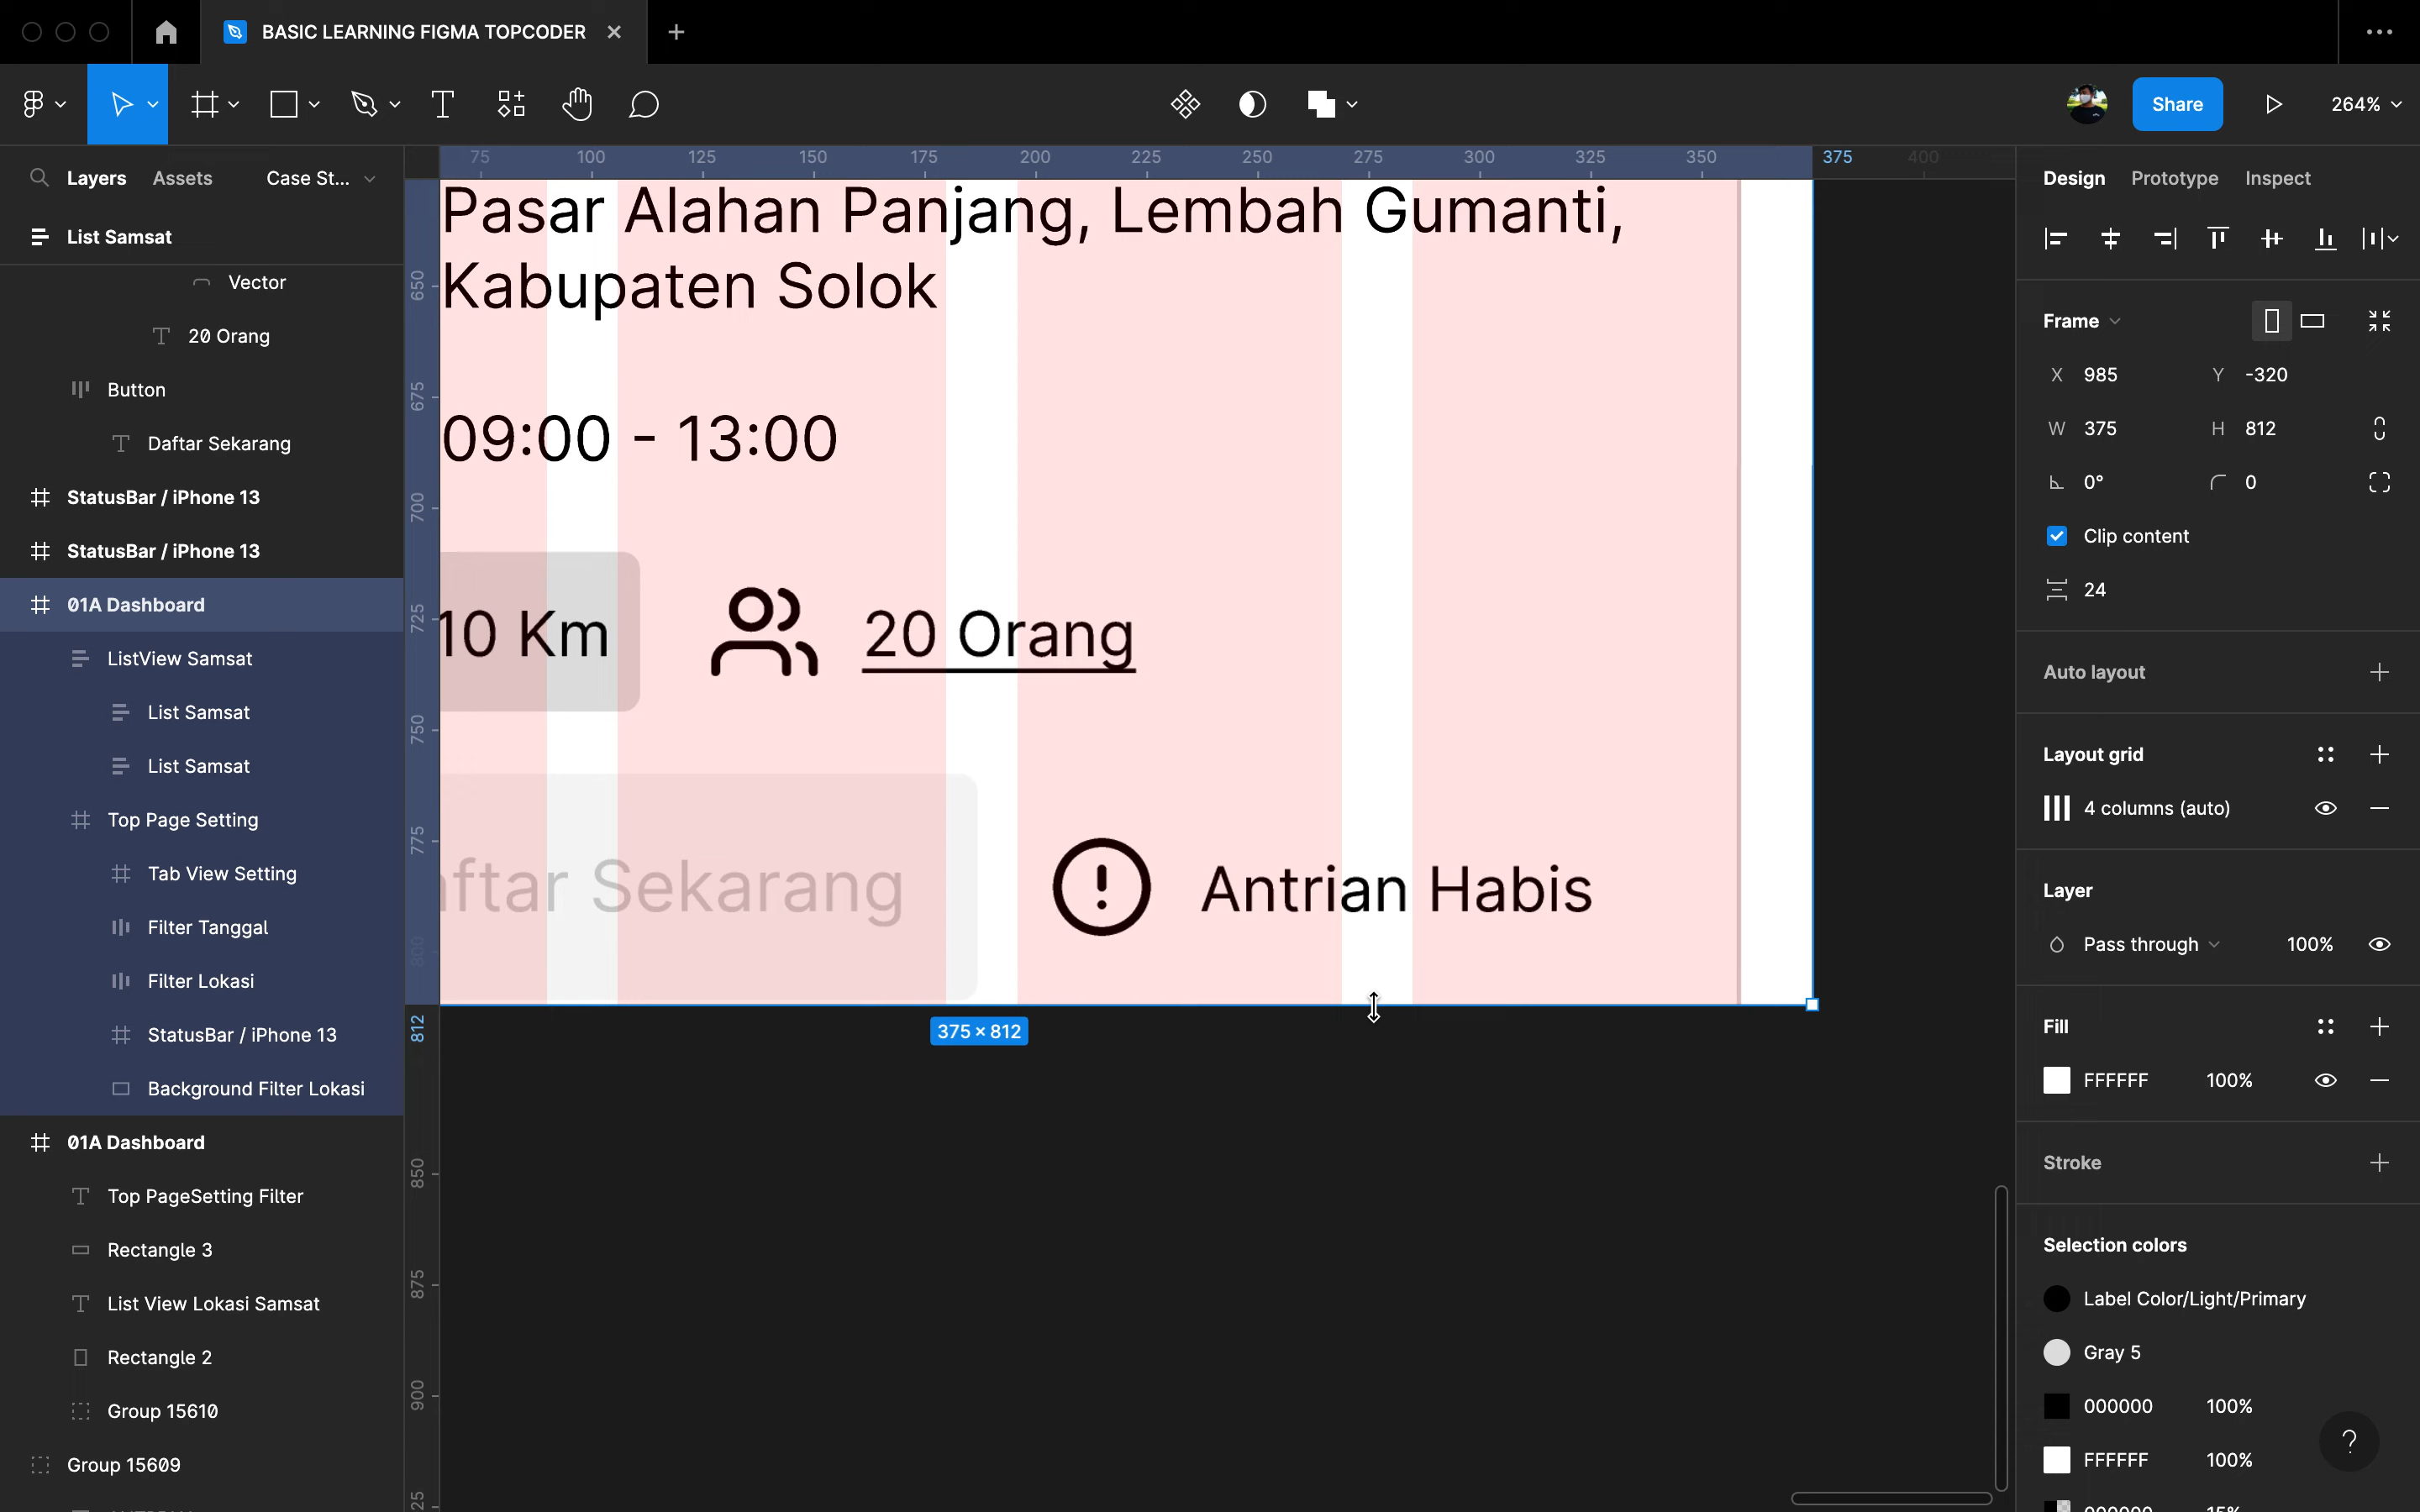 BASIC LEARNING FIGMA TOPCODER
Share
264%
Layers
Assets
Case St...
List Samsat
Vector
20 Orang
Button
Daftar Sekarang
StatusBar / iPhone 13
StatusBar / iPhone 13
01A Dashboard
ListView Samsat
List Samsat
List Samsat
Top Page Setting
Tab View Setting
Filter Tanggal
Filter Lokasi
StatusBar / iPhone 13
Background Filter Lokasi
01A Dashboard
Top PageSetting Filter
Rectangle 3
List View Lokasi Samsat
Rectangle 2
Group 15610
Group 15609
75 100 125 150 175 200 225 250 275 300 325 350 375 400
650
675
700
725
750
775
800
812
850
875
900
25
Pasar Alahan Panjang, Lembah Gumanti,
Kabupaten Solok
09:00 - 13:00
10 Km
20 Orang
aftar Sekarang
Antrian Habis
375 × 812
Design
Prototype
Inspect
Frame
X 985 Y -320
W 375 H 812
0° 0
Clip content
24
Auto layout
Layout grid
4 columns (auto)
Layer
Pass through 100%
Fill
FFFFFF 100%
Stroke
Selection colors
Label Color/Light/Primary
Gray 5
000000 100%
FFFFFF 100%
?